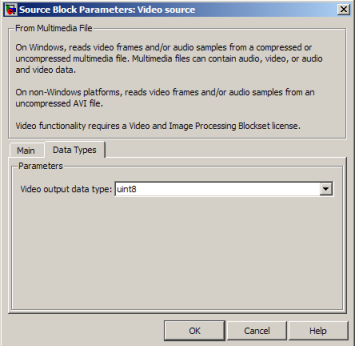 Source Block Parameters: Video source
From Multimedia File
On Windows, reads video frames and/or audio samples from a compressed or
uncompressed multimedia file. Multimedia files can contain audio, video, or audio
and video data.
On non-Windows platforms, reads video frames and/or audio samples from an
uncompressed AVI file.
Video functionality requires a Video and Image Processing Blockset license.
Main Data Types
Parameters
Video output data type: uint8
OK Cancel Help